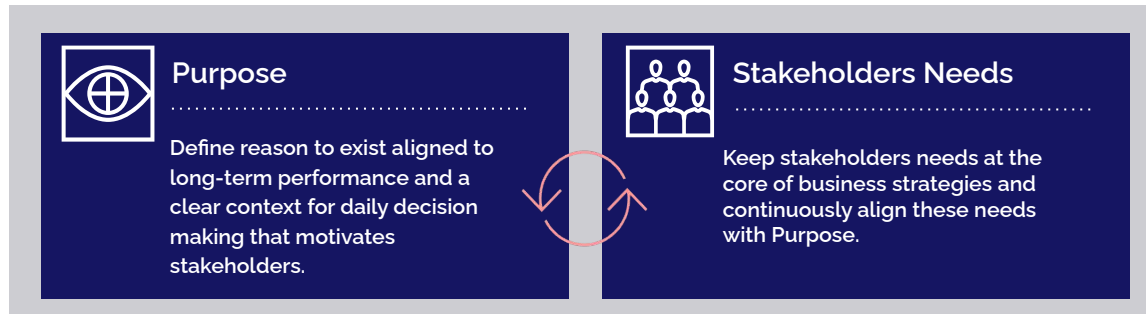 Purpose
Define reason to exist aligned to
long-term performance and a
clear context for daily decision
making that motivates
stakeholders.
Stakeholders Needs
Keep stakeholders needs at the
core of business strategies and
continuously align these needs
with Purpose.